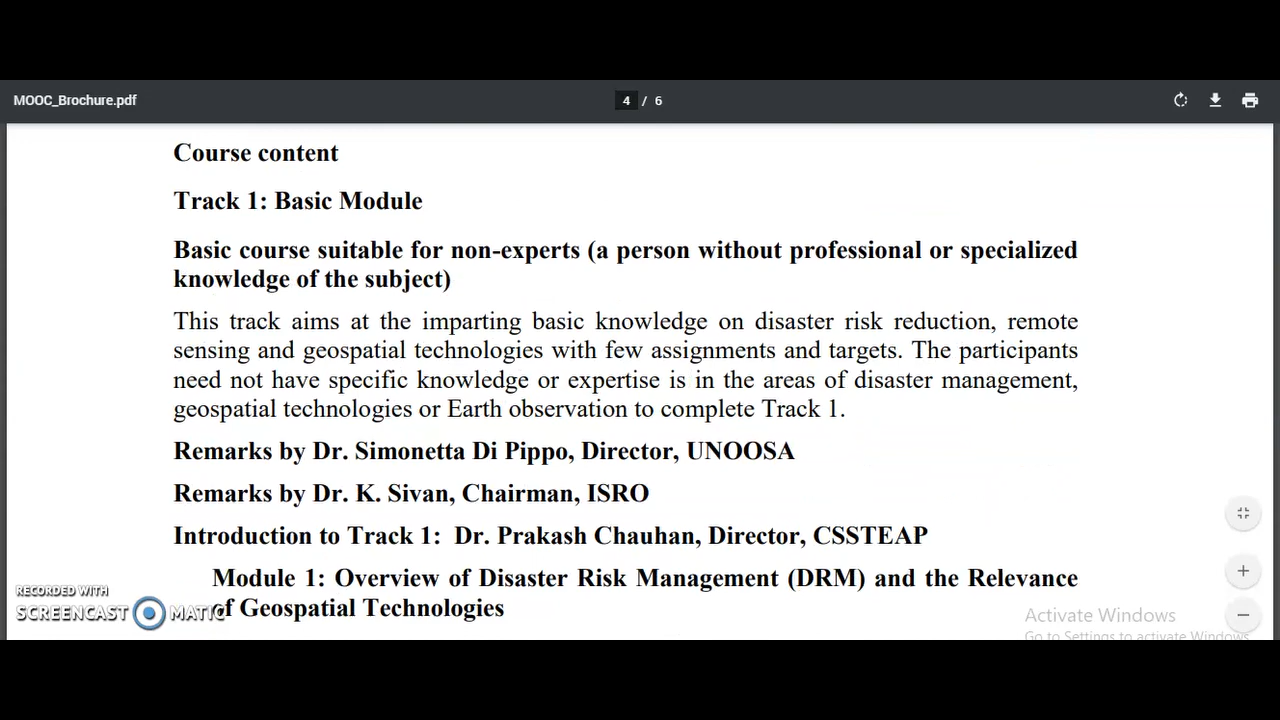 MOOC_Brochure.pdf
4 / 6
Course content
Track 1: Basic Module
Basic course suitable for non-experts (a person without professional or specialized
knowledge of the subject)
This track aims at the imparting basic knowledge on disaster risk reduction, remote
sensing and geospatial technologies with few assignments and targets. The participants
need not have specific knowledge or expertise is in the areas of disaster management,
geospatial technologies or Earth observation to complete Track 1.
Remarks by Dr. Simonetta Di Pippo, Director, UNOOSA
Remarks by Dr. K. Sivan, Chairman, ISRO
Introduction to Track 1: Dr. Prakash Chauhan, Director, CSSTEAP
Module 1: Overview of Disaster Risk Management (DRM) and the Relevance
of Geospatial Technologies
RECORDED WITH
SCREENCAST MATIC
Activate Windows
Go to Settings to activate Windows.